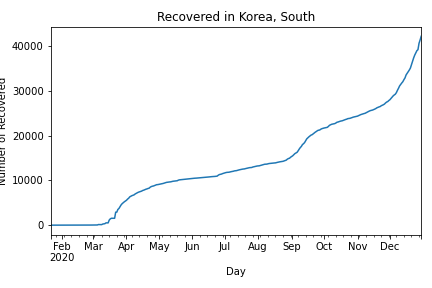 Recovered in Korea, South
Number of Recovered
40000
30000
20000
10000
0
Feb Mar Apr May Jun Jul Aug Sep Oct Nov Dec
2020
Day